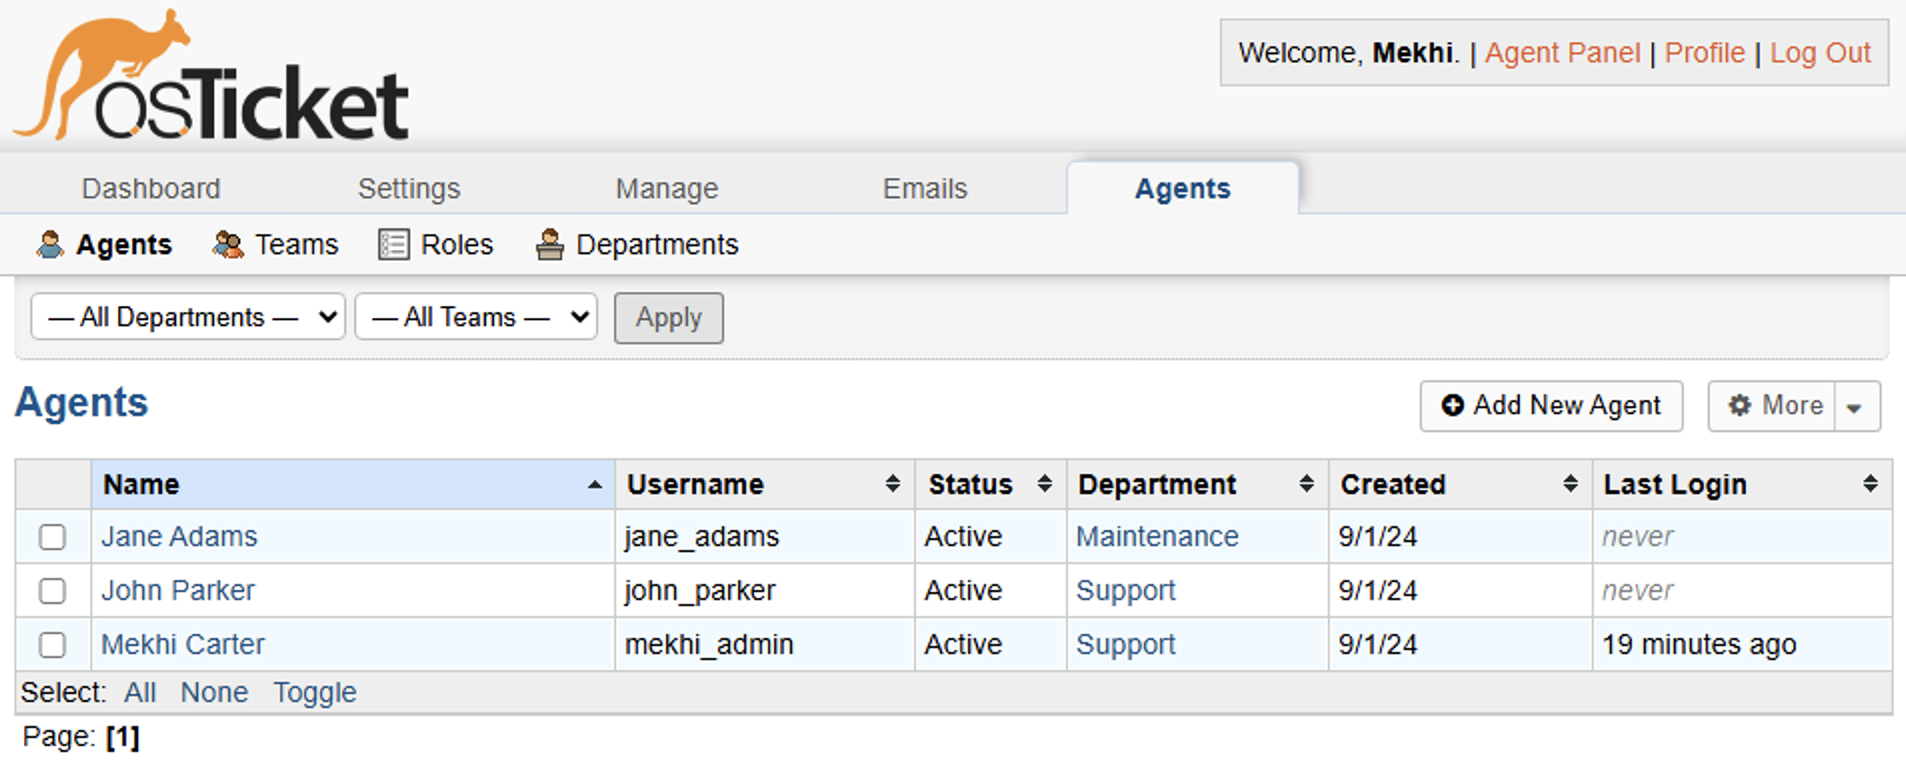 osTicket
Welcome, Mekhi. | Agent Panel | Profile | Log Out
Dashboard Settings Manage Emails Agents
Agents Teams Roles Departments
— All Departments — — All Teams — Apply
Agents
Add New Agent More
Name Username Status Department Created Last Login
Jane Adams jane_adams Active Maintenance 9/1/24 never
John Parker john_parker Active Support 9/1/24 never
Mekhi Carter mekhi_admin Active Support 9/1/24 19 minutes ago
Select: All None Toggle
Page: [1]